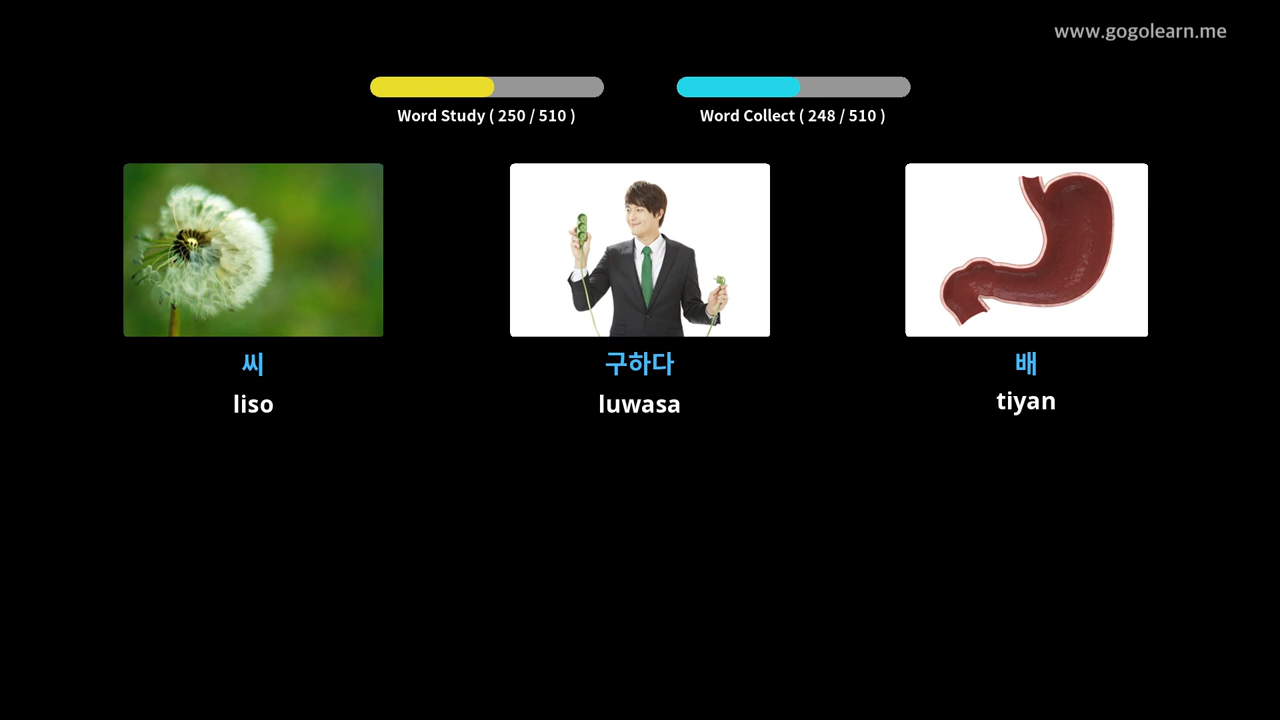 www.gogolearn.me
Word Study ( 250 / 510 )
Word Collect ( 248 / 510 )
씨
구하다
배
liso
luwasa
tiyan